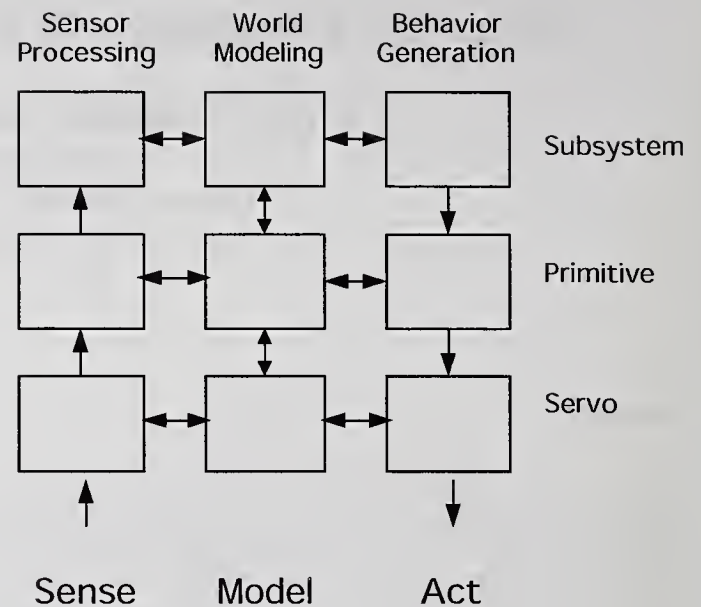 Sensor
Processing
World
Modeling
Behavior
Generation
Subsystem
Primitive
Servo
Sense Model Act